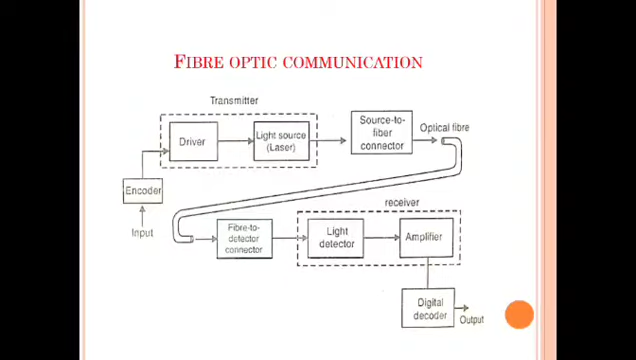 FIBRE OPTIC COMMUNICATION
Transmitter
Driver
Light source
(Laser)
Source-to-
fiber
connector
Optical fibre
Encoder
Input
receiver
Fibre-to-
detector
connector
Light
detector
Amplifier
Digital
decoder
Output